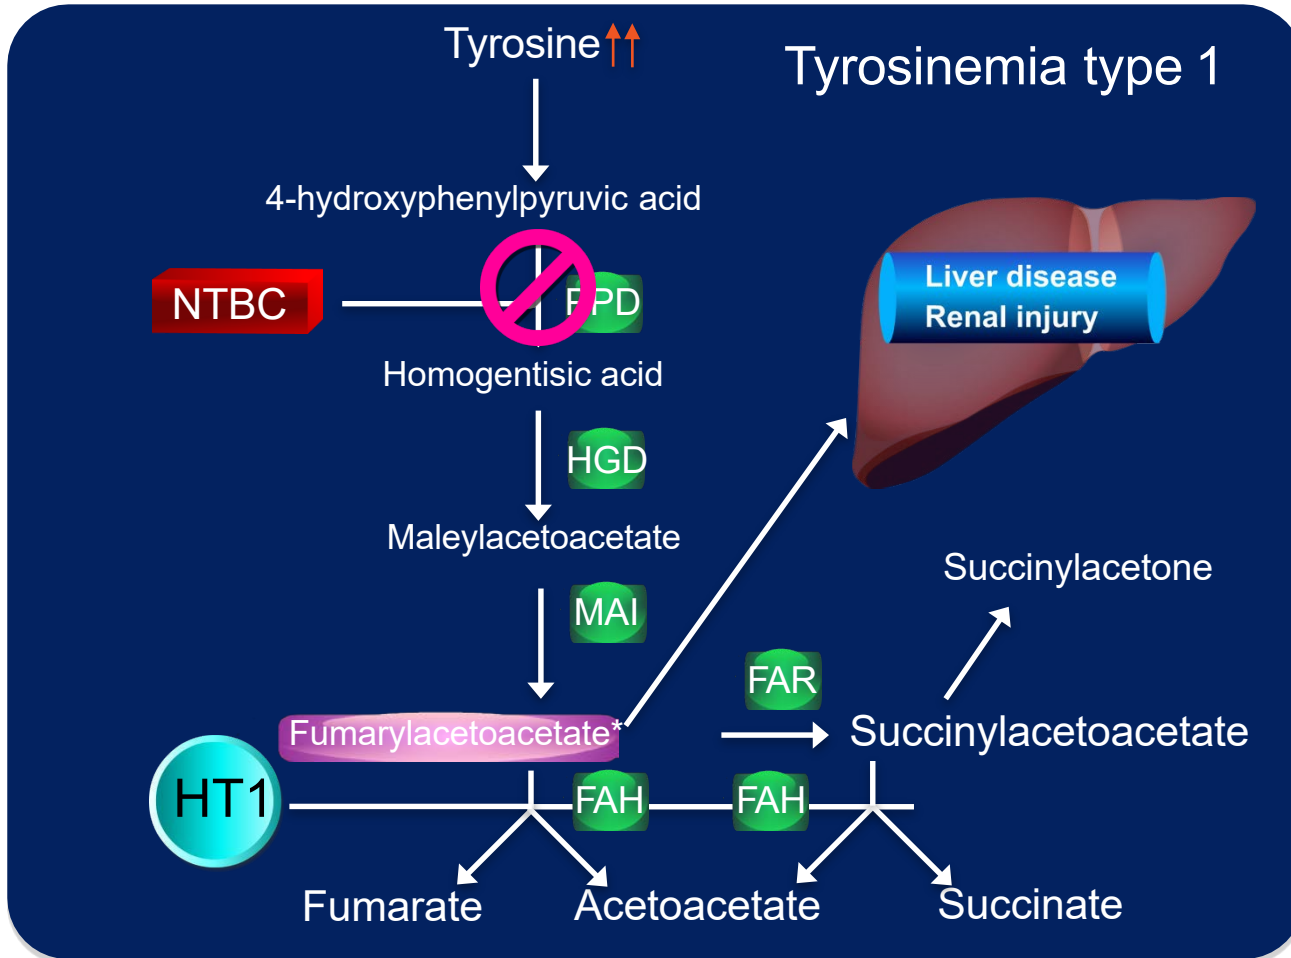 Tyrosine
Tyrosinemia type 1
4-hydroxyphenylpyruvic acid
NTBC
Liver disease
Renal injury
Homogentisic acid
HGD
Maleylacetoacetate
Succinylacetone
MAI
FAR
Fumarylacetoacetate*
Succinylacetoacetate
HT1
FAH
FAH
Fumarate
Acetoacetate
Succinate